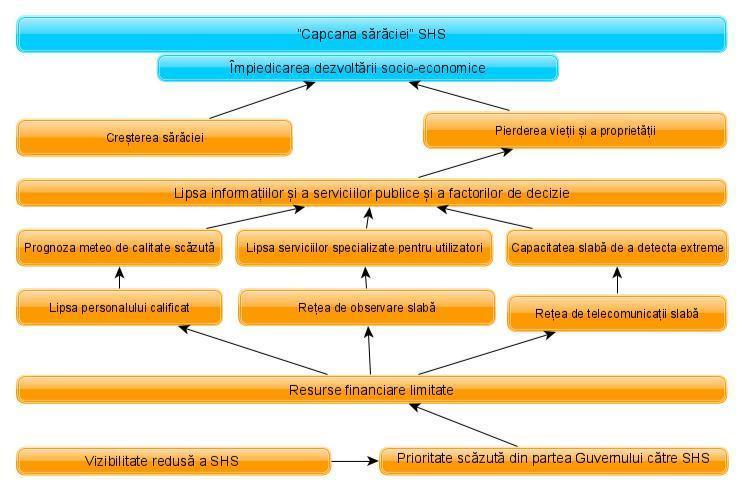 "Capcana sărăciei" SHS
Împiedicarea dezvoltării socio-economice
Creșterea sărăciei
Pierderea vieții și a proprietății
Lipsa informațiilor și a serviciilor publice și a factorilor de decizie
Prognoza meteo de calitate scăzută
Lipsa serviciilor specializate pentru utilizatori
Capacitatea slabă de a detecta extreme
Lipsa personalului calificat
Rețea de observare slabă
Rețea de telecomunicații slabă
Resurse financiare limitate
Vizibilitate redusă a SHS
Prioritate scăzută din partea Guvernului către SHS